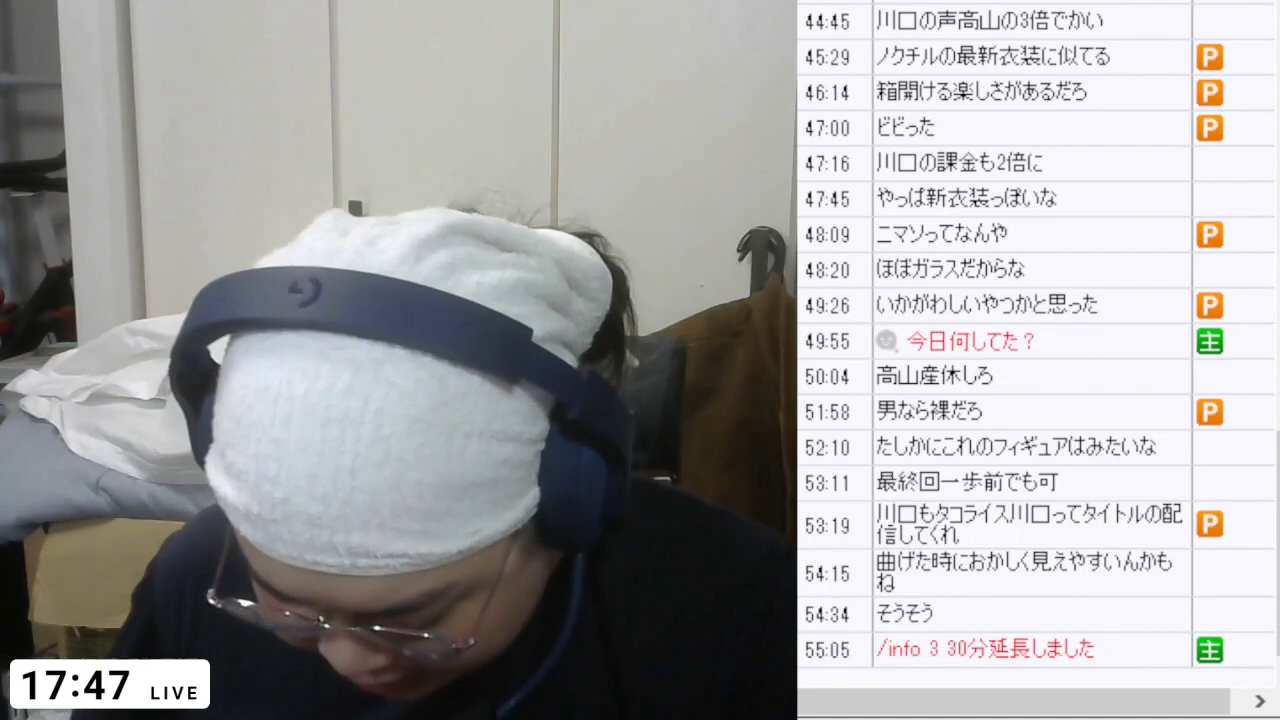 44:45 川口の声高山の3倍でかい
45:29 ノクチルの最新衣装に似てる P
46:14 箱開ける楽しさがあるだろ P
47:00 ビビった P
47:16 川口の課金も2倍に
47:45 やっぱ新衣装っぽいな
48:09 ニマソってなんや P
48:20 ほぼガラスだからな
49:26 いかがわしいやつかと思った P
49:55 今日何してた？ 主
50:04 高山産休しろ
51:58 男なら裸だろ P
52:10 たしかにこれのフィギュアはみたいな
53:11 最終回一歩前でも可
53:19 川口もタコライス川口ってタイトルの配
信してくれ P
54:15 曲げた時におかしく見えやすいんかも
ね
54:34 そうそう
55:05 /info 3 30分延長しました 主
17:47 LIVE